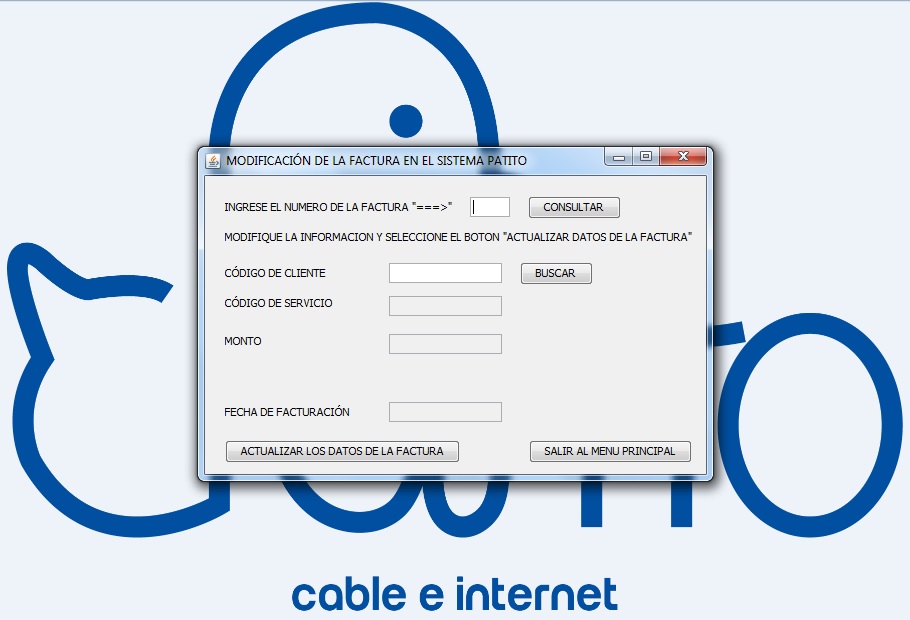 MODIFICACIÓN DE LA FACTURA EN EL SISTEMA PATITO
INGRESE EL NUMERO DE LA FACTURA "===>"
CONSULTAR
MODIFIQUE LA INFORMACION Y SELECCIONE EL BOTON "ACTUALIZAR DATOS DE LA FACTURA"
CÓDIGO DE CLIENTE
BUSCAR
CÓDIGO DE SERVICIO
MONTO
FECHA DE FACTURACIÓN
ACTUALIZAR LOS DATOS DE LA FACTURA
SALIR AL MENU PRINCIPAL
cable e internet